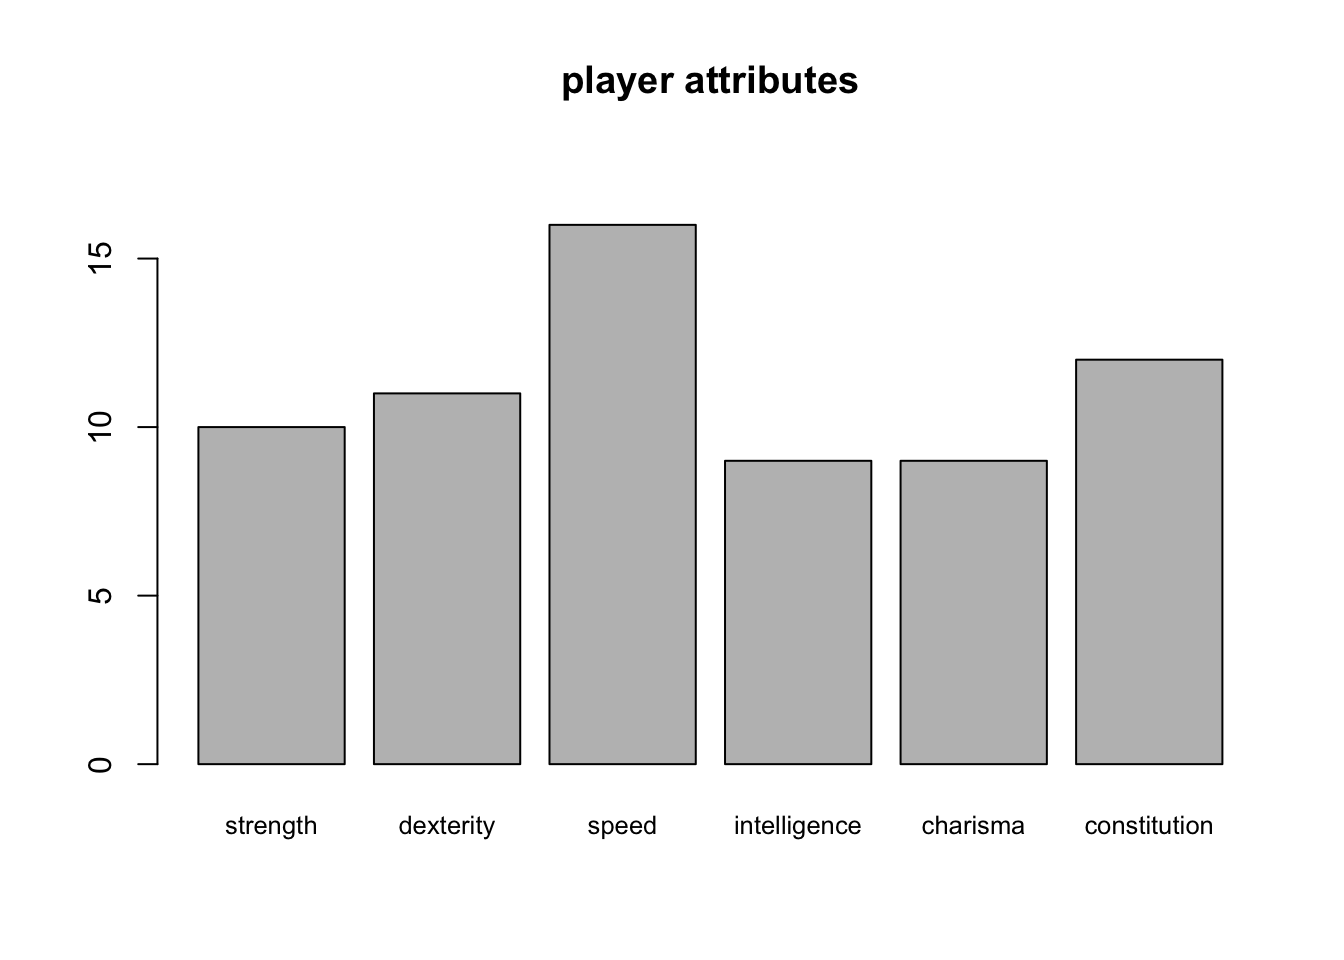 player attributes
15
10
5
0
strength dexterity speed intelligence charisma constitution